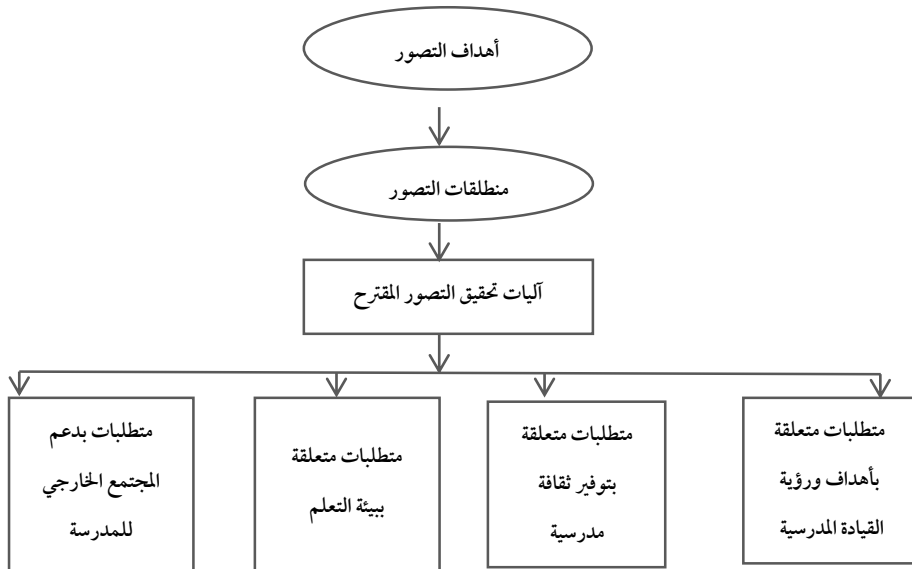 أهداف التصور
منطلقات التصور
آليات تحقيق التصور المقترح
متطلبات متعلقة
بأهداف ورؤية
القيادة المدرسية
متطلبات متعلقة
بتوفير ثقافة
مدرسية
متطلبات متعلقة
ببيئة التعلم
متطلبات بدعم
المجتمع الخارجي
للمدرسة